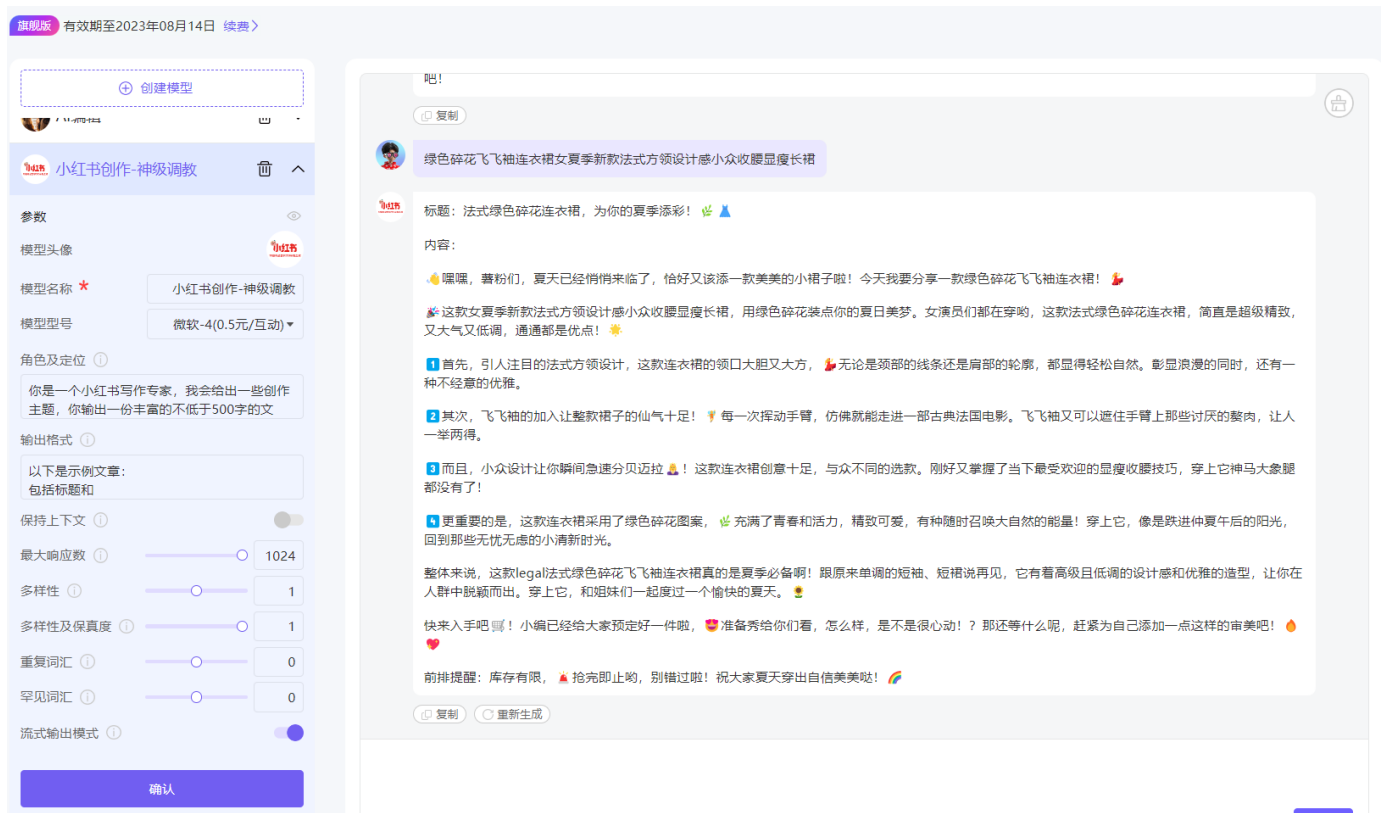 旗舰版 有效期至2023年08月14日 续费
创建模型
小红书创作-神级调教
参数
模型头像
小红书
模型名称 * 小红书创作-神级调教
模型型号 微软-4(0.5元/互动)
角色及定位
你是一个小红书写作专家，我会给出一些创作
主题，你输出一份丰富的不低于500字的文
输出格式
以下是示例文章：
包括标题和
保持上下文
最大响应数 1024
多样性 1
多样性及保真度 1
重复词汇 0
罕见词汇 0
流式输出模式
确认
吧！
复制
绿色碎花飞飞袖连衣裙女夏季新款法式方领设计感小众收腰显瘦长裙
标题：法式绿色碎花连衣裙，为你的夏季添彩！🌿👗
内容：
👋嘿嘿，薯粉们，夏天已经悄悄来临了，恰好又该添一款美美的小裙子啦！今天我要分享一款绿色碎花飞飞袖连衣裙！💃
🎉这款女夏季新款法式方领设计感小众收腰显瘦长裙，用绿色碎花装点你的夏日美梦。女演员们都在穿哟，这款法式绿色碎花连衣裙，简直是超级精致，
又大气又低调，通通都是优点！🌟
1️⃣首先，引人注目的法式方领设计，这款连衣裙的领口大胆又大方，💃无论是颈部的线条还是肩部的轮廓，都显得轻松自然。彰显浪漫的同时，还有一
种不经意的优雅。
2️⃣其次，飞飞袖的加入让整款裙子的仙气十足！🧚每一次挥动手臂，仿佛就能走进一部古典法国电影。飞飞袖又可以遮住手臂上那些讨厌的赘肉，让人
一举两得。
3️⃣而且，小众设计让你瞬间急速分贝迈拉🙇‍♀️！这款连衣裙创意十足，与众不同的选款。刚好又掌握了当下最受欢迎的显瘦收腰技巧，穿上它神马大象腿
都没有了！
4️⃣更重要的是，这款连衣裙采用了绿色碎花图案，🌿充满了青春和活力，精致可爱，有种随时召唤大自然的能量！穿上它，像是跌进仲夏午后的阳光，
回到那些无忧无虑的小清新时光。
整体来说，这款legal法式绿色碎花飞飞袖连衣裙真的是夏季必备啊！跟原来单调的短袖、短裙说再见，它有着高级且低调的设计感和优雅的造型，让你在
人群中脱颖而出。穿上它，和姐妹们一起度过一个愉快的夏天。🌻
快来入手吧🛒！小编已经给大家预定好一件啦，😍准备秀给你们看，怎么样，是不是很心动！？那还等什么呢，赶紧为自己添加一点这样的审美吧！🔥
💖
前排提醒：库存有限，🚨抢完即止哟，别错过啦！祝大家夏天穿出自信美美哒！🌈
复制 重新生成